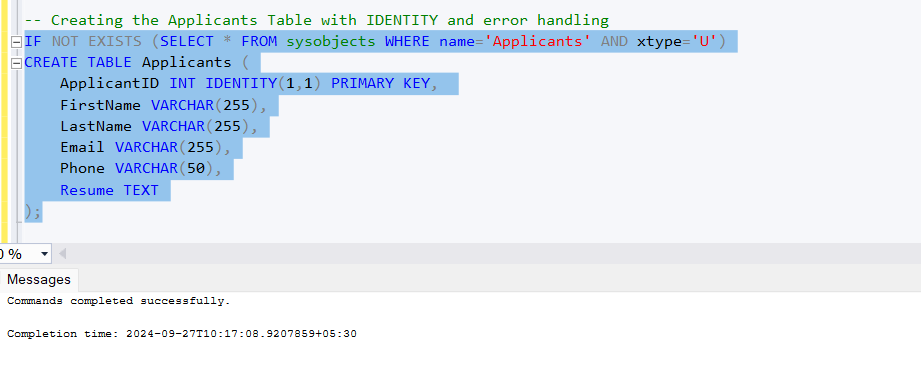 -- Creating the Applicants Table with IDENTITY and error handling
IF NOT EXISTS (SELECT * FROM sysobjects WHERE name='Applicants' AND xtype='U')
CREATE TABLE Applicants (
    ApplicantID INT IDENTITY(1,1) PRIMARY KEY,
    FirstName VARCHAR(255),
    LastName VARCHAR(255),
    Email VARCHAR(255),
    Phone VARCHAR(50),
    Resume TEXT
);
0 %
Messages
Commands completed successfully.
Completion time: 2024-09-27T10:17:08.9207859+05:30